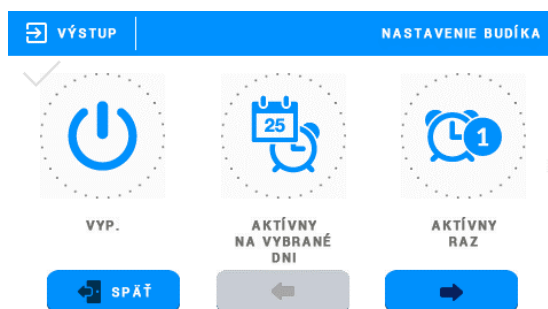 VÝSTUP
NASTAVENIE BUDÍKA
25
1
VYP.
AKTÍVNY
NA VYBRANÉ
DNI
AKTÍVNY
RAZ
SPÄŤ